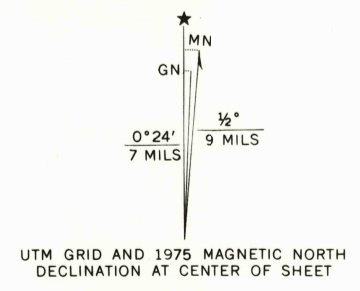 ★
MN
GN
0°24′
7 MILS
½°
9 MILS
UTM GRID AND 1975 MAGNETIC NORTH
DECLINATION AT CENTER OF SHEET